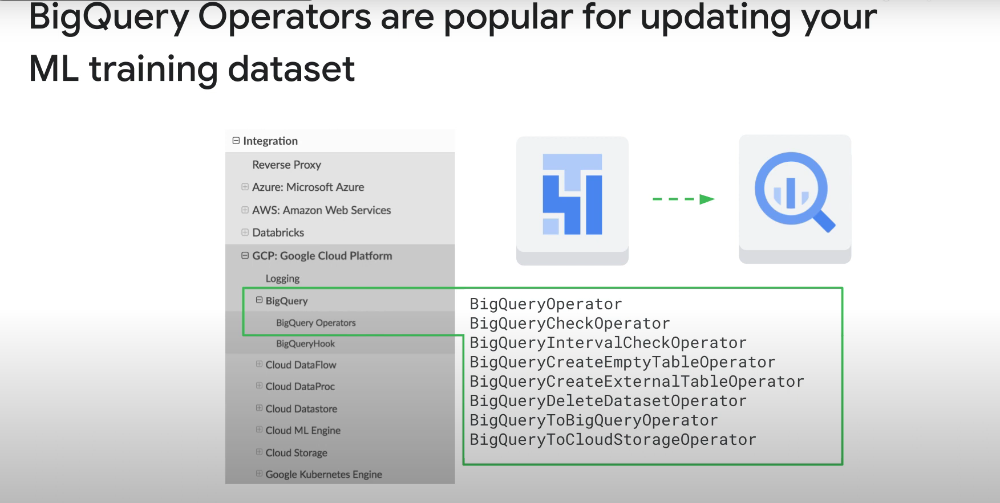 BigQuery Operators are popular for updating your
ML training dataset
Integration
Reverse Proxy
Azure: Microsoft Azure
AWS: Amazon Web Services
Databricks
GCP: Google Cloud Platform
Logging
BigQuery
BigQuery Operators
BigQueryHook
Cloud DataFlow
Cloud DataProc
Cloud Datastore
Cloud ML Engine
Cloud Storage
Google Kubernetes Engine
BigQueryOperator
BigQueryCheckOperator
BigQueryIntervalCheckOperator
BigQueryCreateEmptyTableOperator
BigQueryCreateExternalTableOperator
BigQueryDeleteDatasetOperator
BigQueryToBigQueryOperator
BigQueryToCloudStorageOperator